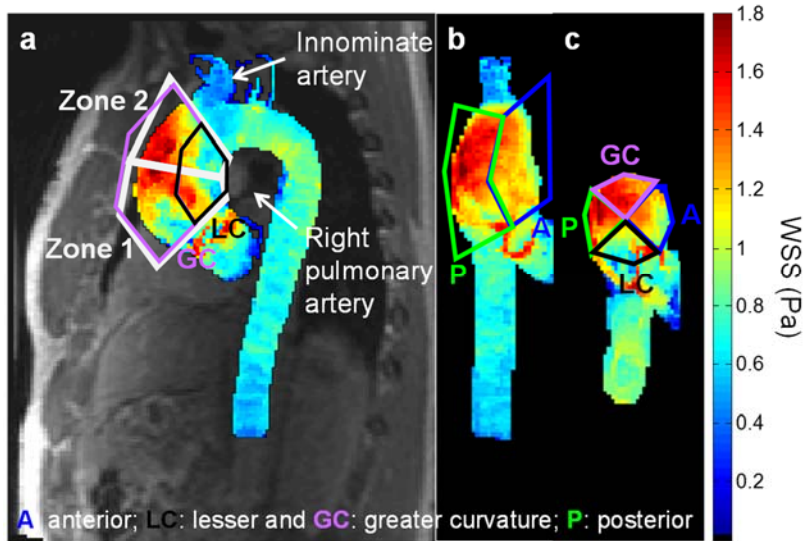 a
Innominate
artery
Zone 2
Zone 1
LC
GC
Right
pulmonary
artery
b
P
A
c
GC
P
A
LC
1.8
1.6
1.4
1.2
1
0.8
0.6
0.4
0.2
WSS (Pa)
A anterior; LC: lesser and GC: greater curvature; P: posterior